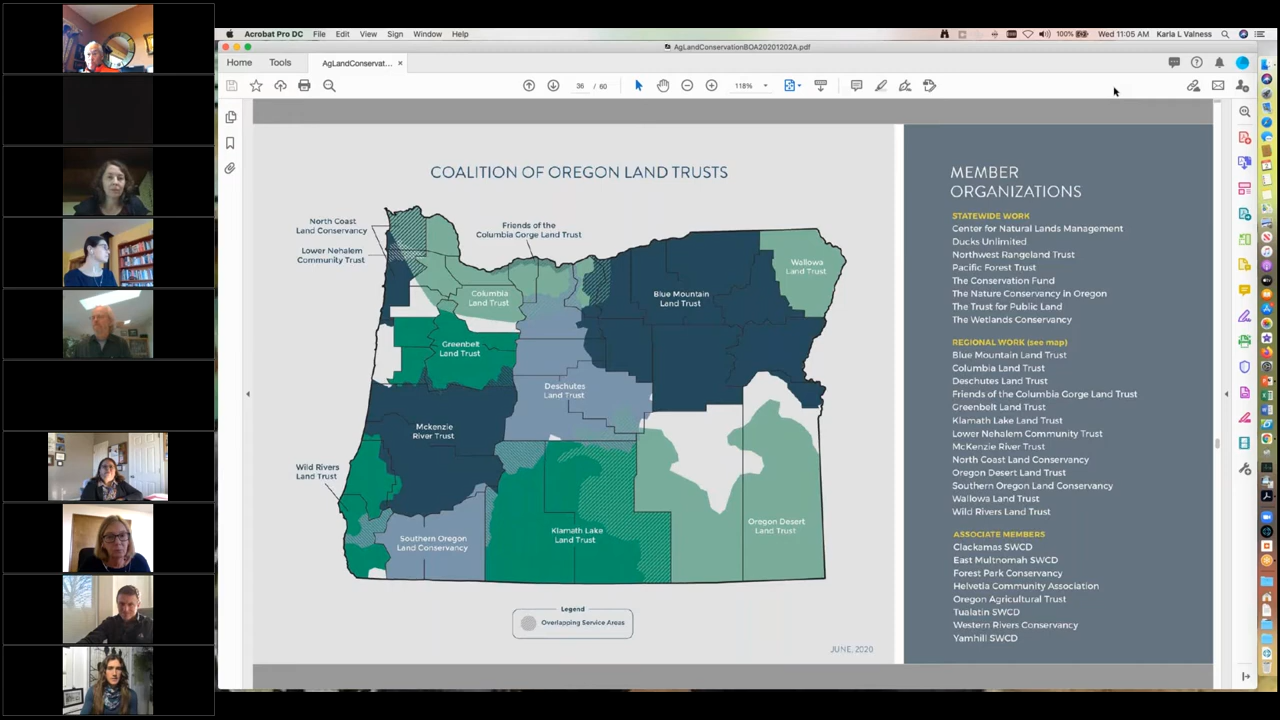 Acrobat Pro DC File Edit View Sign Window Help
100% Wed 11:05 AM Karla L Valness
AgLandConservationBOA20201202A.pdf
Home Tools AgLandConservat... ×
36 / 60 118%
COALITION OF OREGON LAND TRUSTS
North Coast
Land Conservancy
Lower Nehalem
Community Trust
Friends of the
Columbia Gorge Land Trust
Wallowa
Land Trust
Columbia
Land Trust
Blue Mountain
Land Trust
Greenbelt
Land Trust
Deschutes
Land Trust
Mckenzie
River Trust
Wild Rivers
Land Trust
Southern Oregon
Land Conservancy
Klamath Lake
Land Trust
Oregon Desert
Land Trust
Legend
Overlapping Service Areas
JUNE, 2020
MEMBER
ORGANIZATIONS
STATEWIDE WORK
Center for Natural Lands Management
Ducks Unlimited
Northwest Rangeland Trust
Pacific Forest Trust
The Conservation Fund
The Nature Conservancy in Oregon
The Trust for Public Land
The Wetlands Conservancy
REGIONAL WORK (see map)
Blue Mountain Land Trust
Columbia Land Trust
Deschutes Land Trust
Friends of the Columbia Gorge Land Trust
Greenbelt Land Trust
Klamath Lake Land Trust
Lower Nehalem Community Trust
McKenzie River Trust
North Coast Land Conservancy
Oregon Desert Land Trust
Southern Oregon Land Conservancy
Wallowa Land Trust
Wild Rivers Land Trust
ASSOCIATE MEMBERS
Clackamas SWCD
East Multnomah SWCD
Forest Park Conservancy
Helvetia Community Association
Oregon Agricultural Trust
Tualatin SWCD
Western Rivers Conservancy
Yamhill SWCD